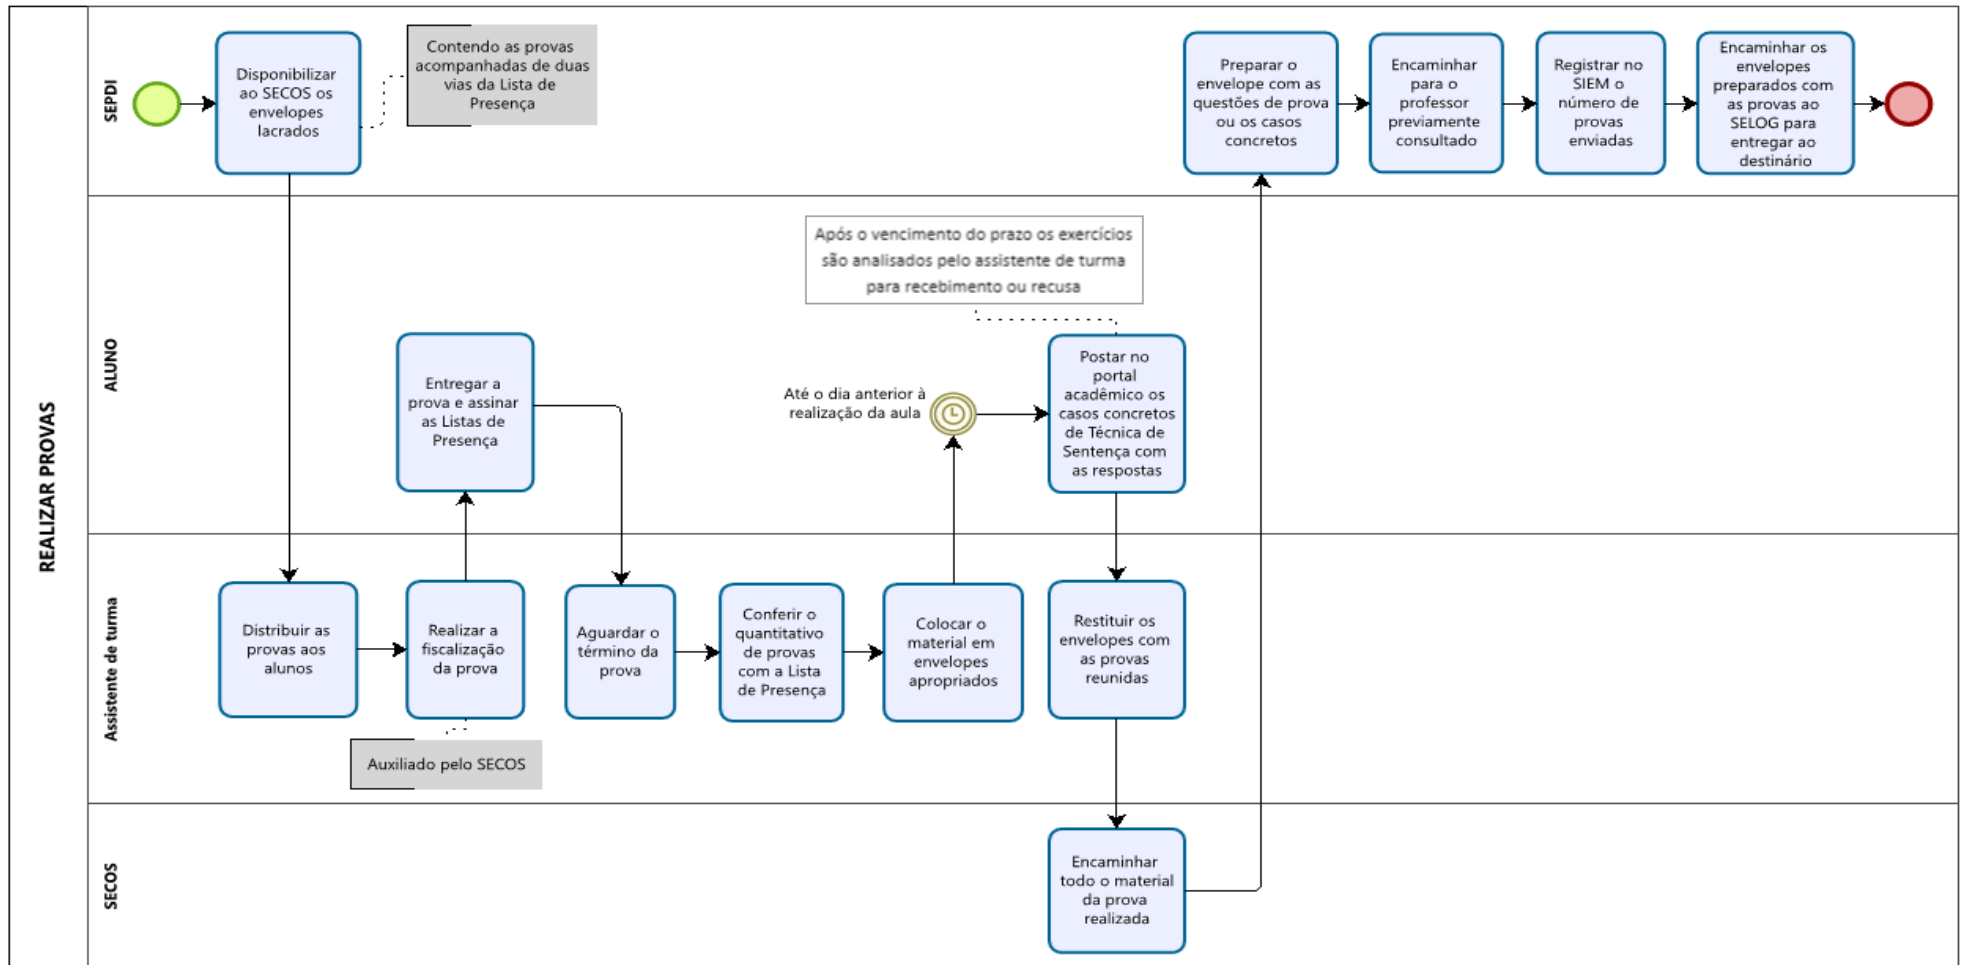 REALIZAR PROVAS
SEPDI
Disponibilizar
ao SECOS os
envelopes
lacrados
Contendo as provas
acompanhadas de duas
vias da Lista de
Presença
Preparar o
envelope com as
questões de prova
ou os casos
concretos
Encaminhar
para o
professor
previamente
consultado
Registrar no
SIEM o
número de
provas
enviadas
Encaminhar os
envelopes
preparados com
as provas ao
SELOG para
entregar ao
destinário
ALUNO
Entregar a
prova e assinar
as Listas de
Presença
Até o dia anterior à
realização da aula
Após o vencimento do prazo os exercícios
são analisados pelo assistente de turma
para recebimento ou recusa
Postar no
portal
acadêmico os
casos concretos
de Técnica de
Sentença com
as respostas
Assistente de turma
Distribuir as
provas aos
alunos
Realizar a
fiscalização
da prova
Auxiliado pelo SECOS
Aguardar o
término da
prova
Conferir o
quantitativo
de provas
com a Lista
de Presença
Colocar o
material em
envelopes
apropriados
Restituir os
envelopes com
as provas
reunidas
SECOS
Encaminhar
todo o material
da prova
realizada